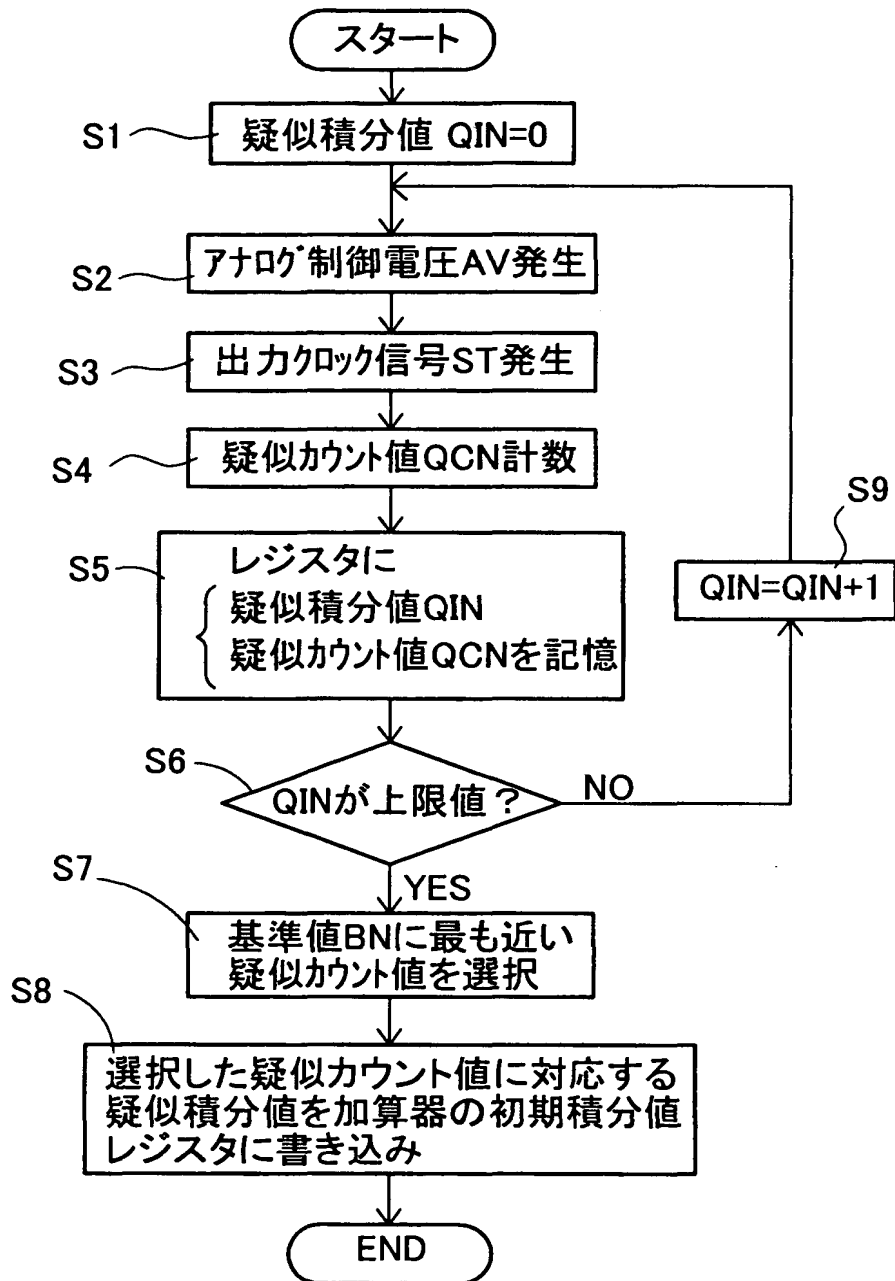 スタート
S1
疑似積分値 QIN=0
S2
アナログ制御電圧AV発生
S3
出力クロック信号ST発生
S4
疑似カウント値QCN計数
S9
QIN=QIN+1
S5
レジスタに
疑似積分値QIN
疑似カウント値QCNを記憶
S6
QINが上限値?
NO
YES
S7
基準値BNに最も近い
疑似カウント値を選択
S8
選択した疑似カウント値に対応する
疑似積分値を加算器の初期積分値
レジスタに書き込み
END